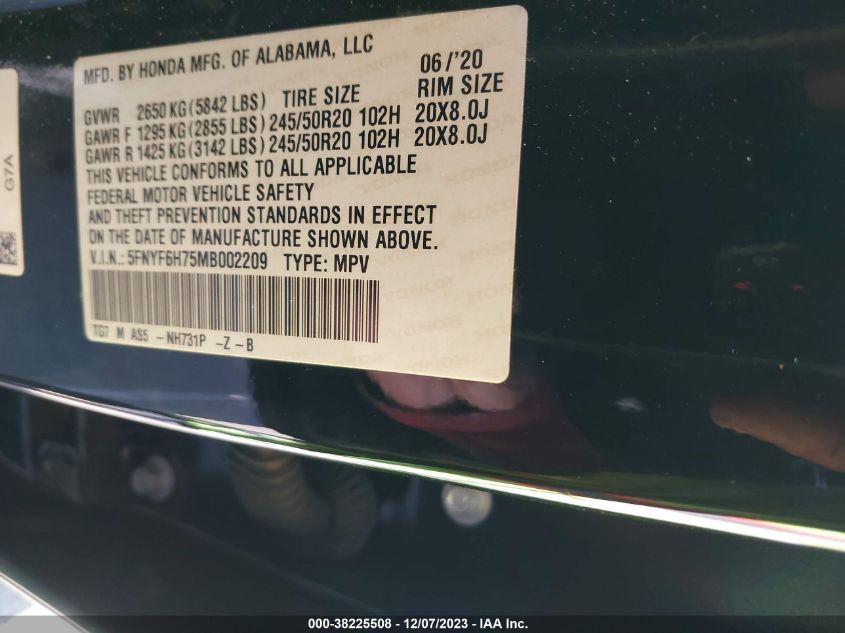 MFD. BY HONDA MFG. OF ALABAMA, LLC 06/'20
GVWR 2650 KG (5842 LBS) TIRE SIZE RIM SIZE
GAWR F 1295 KG (2855 LBS) 245/50R20 102H 20X8.0J
GAWR R 1425 KG (3142 LBS) 245/50R20 102H 20X8.0J
THIS VEHICLE CONFORMS TO ALL APPLICABLE
FEDERAL MOTOR VEHICLE SAFETY
AND THEFT PREVENTION STANDARDS IN EFFECT
ON THE DATE OF MANUFACTURE SHOWN ABOVE.
V.I.N.: 5FNYF6H75MB002209 TYPE: MPV
TG7 M AS5 -NH731P -Z -B
G7A
000-38225508 - 12/07/2023 - IAA Inc.